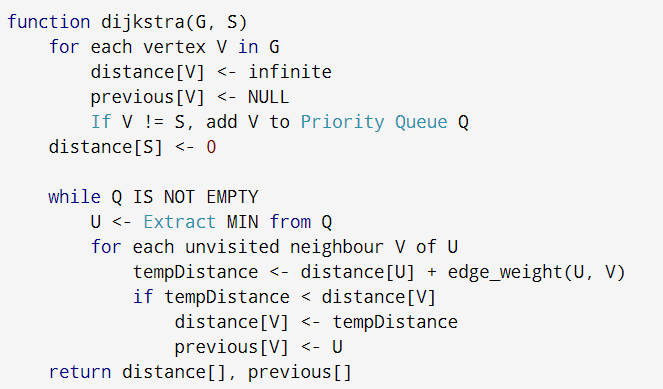 function dijkstra(G, S)
    for each vertex V in G
        distance[V] <- infinite
        previous[V] <- NULL
        If V != S, add V to Priority Queue Q
    distance[S] <- 0

    while Q IS NOT EMPTY
        U <- Extract MIN from Q
        for each unvisited neighbour V of U
            tempDistance <- distance[U] + edge_weight(U, V)
            if tempDistance < distance[V]
                distance[V] <- tempDistance
                previous[V] <- U
    return distance[], previous[]